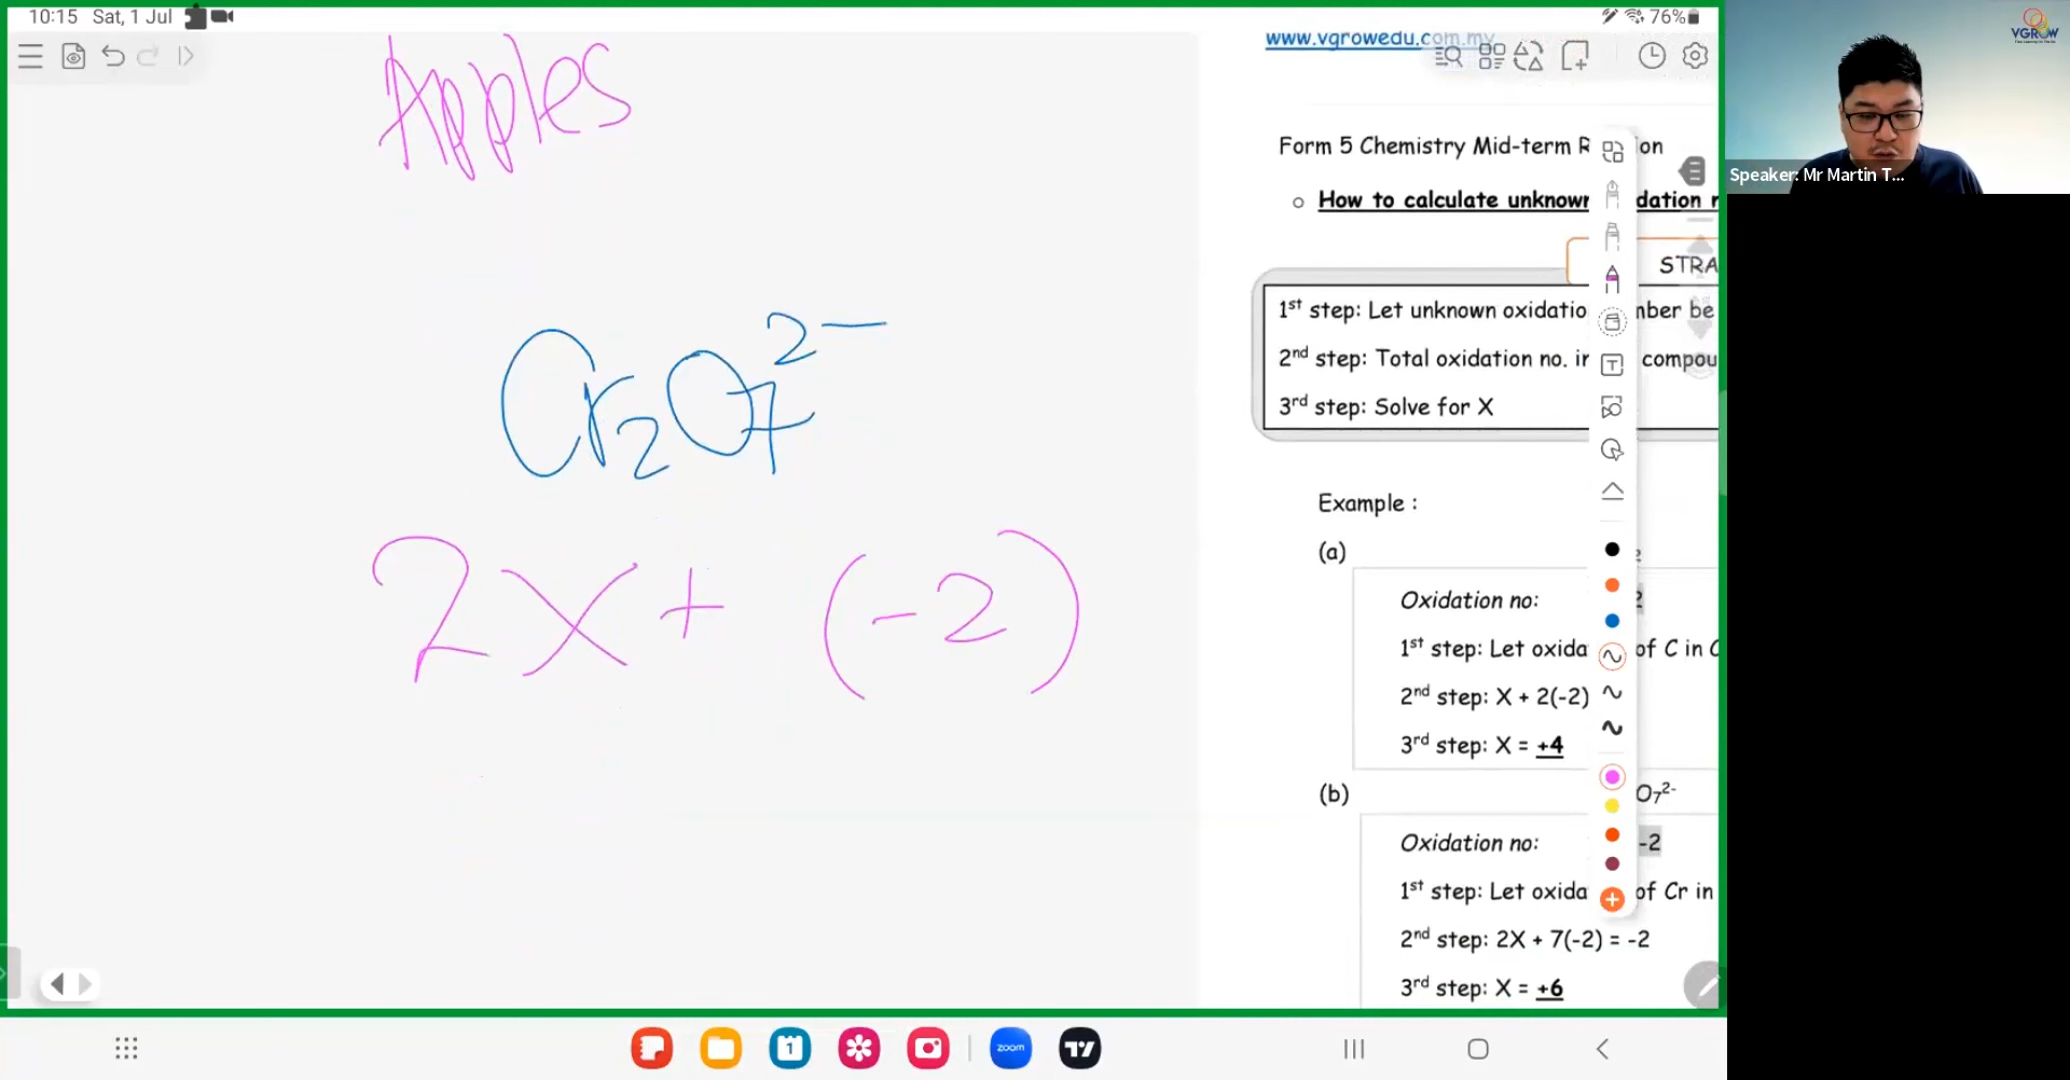 10:15 Sat, 1 Jul
76%
Apples
Cr2O7 2-
2X + (-2)
www.vgrowedu.com.my
Form 5 Chemistry Mid-term R on
How to calculate unknown dation
STRA
1st step: Let unknown oxidatio mber be
2nd step: Total oxidation no. in compou
3rd step: Solve for X
Example :
(a)
Oxidation no: 2
1st step: Let oxida of C in C
2nd step: X + 2(-2)
3rd step: X = +4
(b) O7 2-
Oxidation no: -2
1st step: Let oxida of Cr in
2nd step: 2X + 7(-2) = -2
3rd step: X = +6
1
zoom
VGROW
Speaker: Mr Martin T...